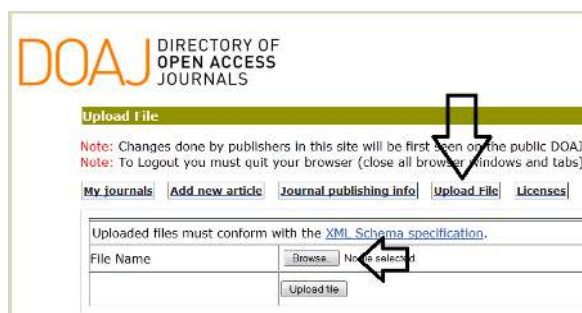 DOAJ DIRECTORY OF
OPEN ACCESS
JOURNALS
Upload File
Note: Changes done by publishers in this site will be first seen on the public DOAJ
Note: To Logout you must quit your browser (close all browser windows and tabs)
My journals Add new article Journal publishing info Upload File Licenses
Uploaded files must conform with the XML Schema specification.
File Name Browse... No file selected
Upload file